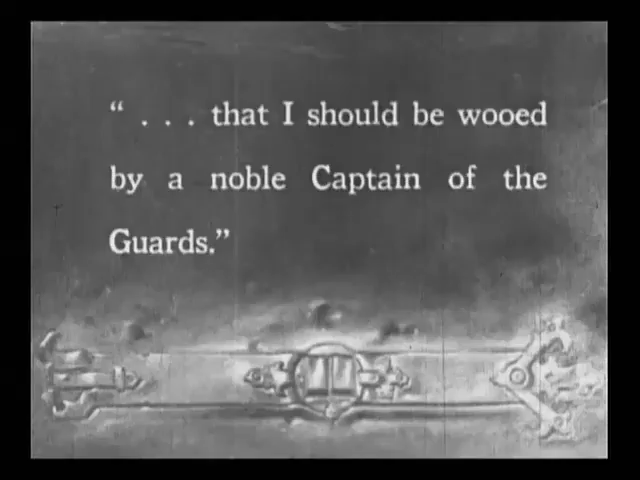 “ . . . that I should be wooed
by a noble Captain of the
Guards.”